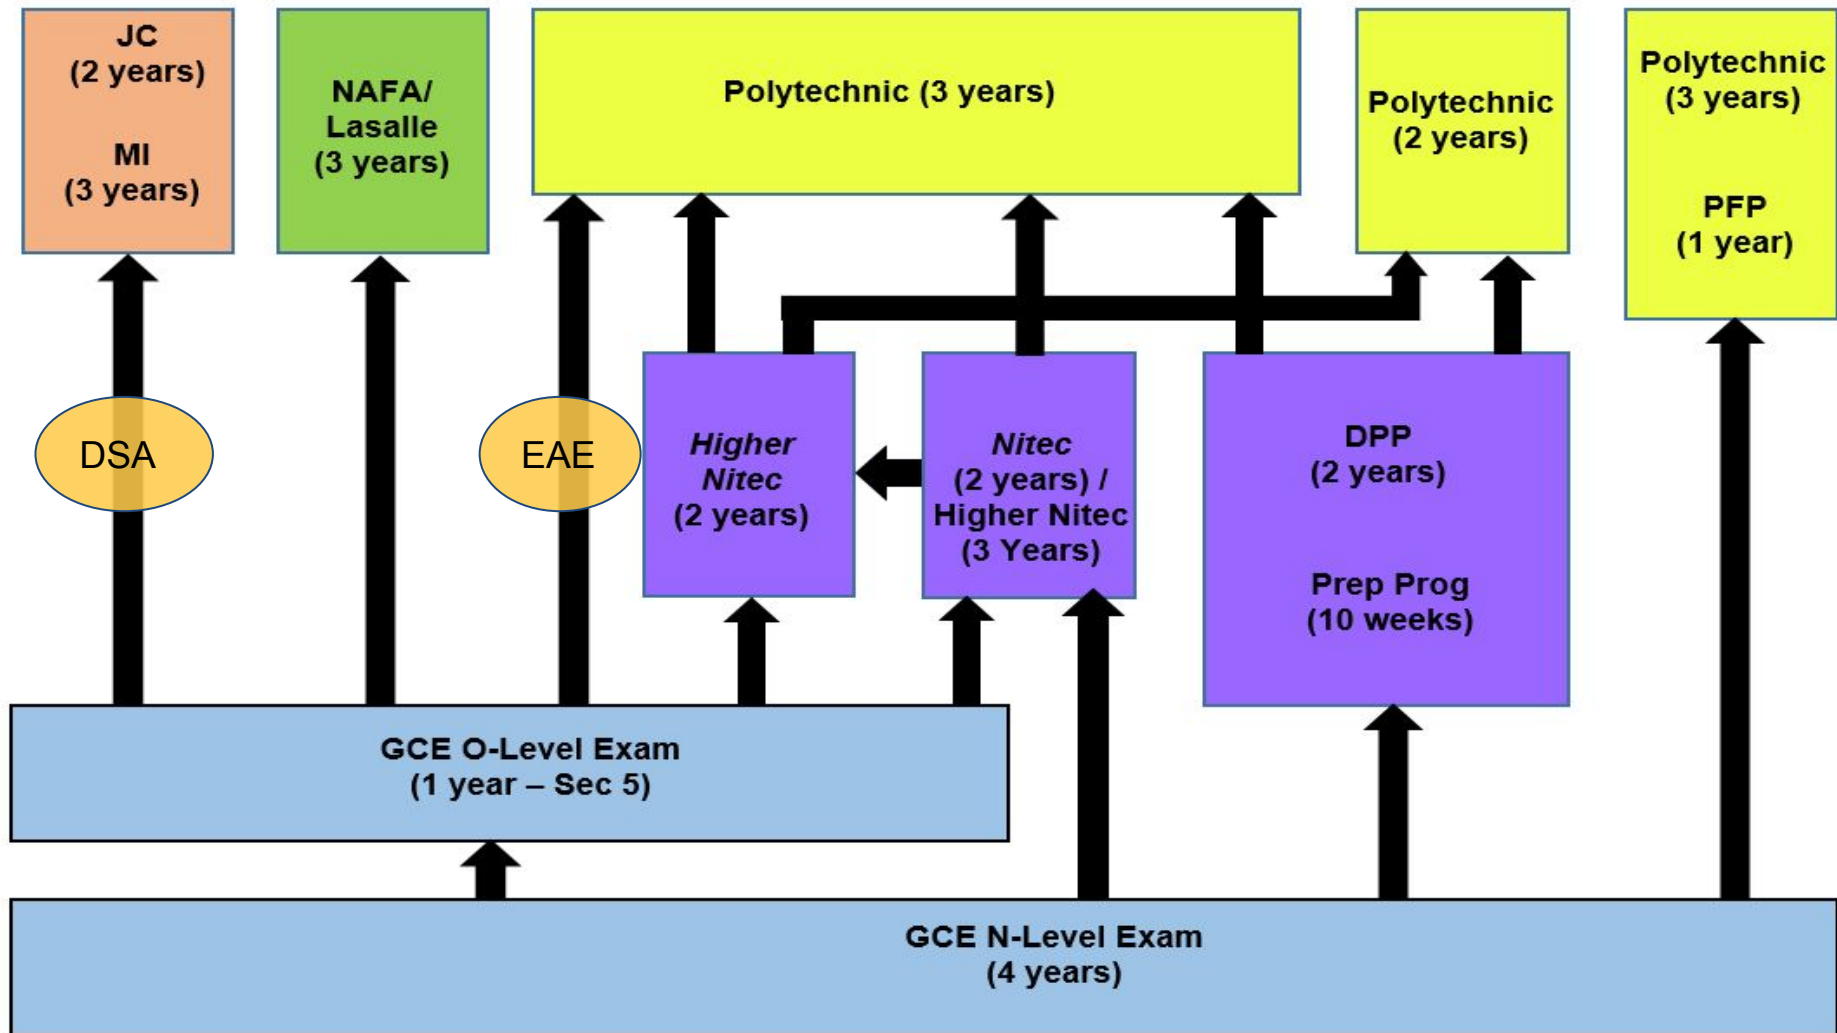 JC
(2 years)
MI
(3 years)
NAFA/
Lasalle
(3 years)
Polytechnic (3 years)
Polytechnic
(2 years)
Polytechnic
(3 years)
PFP
(1 year)
DSA
EAE
Higher
Nitec
(2 years)
Nitec
(2 years) /
Higher Nitec
(3 Years)
DPP
(2 years)
Prep Prog
(10 weeks)
GCE O-Level Exam
(1 year – Sec 5)
GCE N-Level Exam
(4 years)